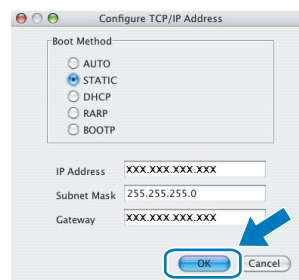 Configure TCP/IP Address
Boot Method
AUTO
STATIC
DHCP
RARP
BOOTP
IP Address XXX.XXX.XXX.XXX
Subnet Mask 255.255.255.0
Gateway XXX.XXX.XXX.XXX
OK Cancel